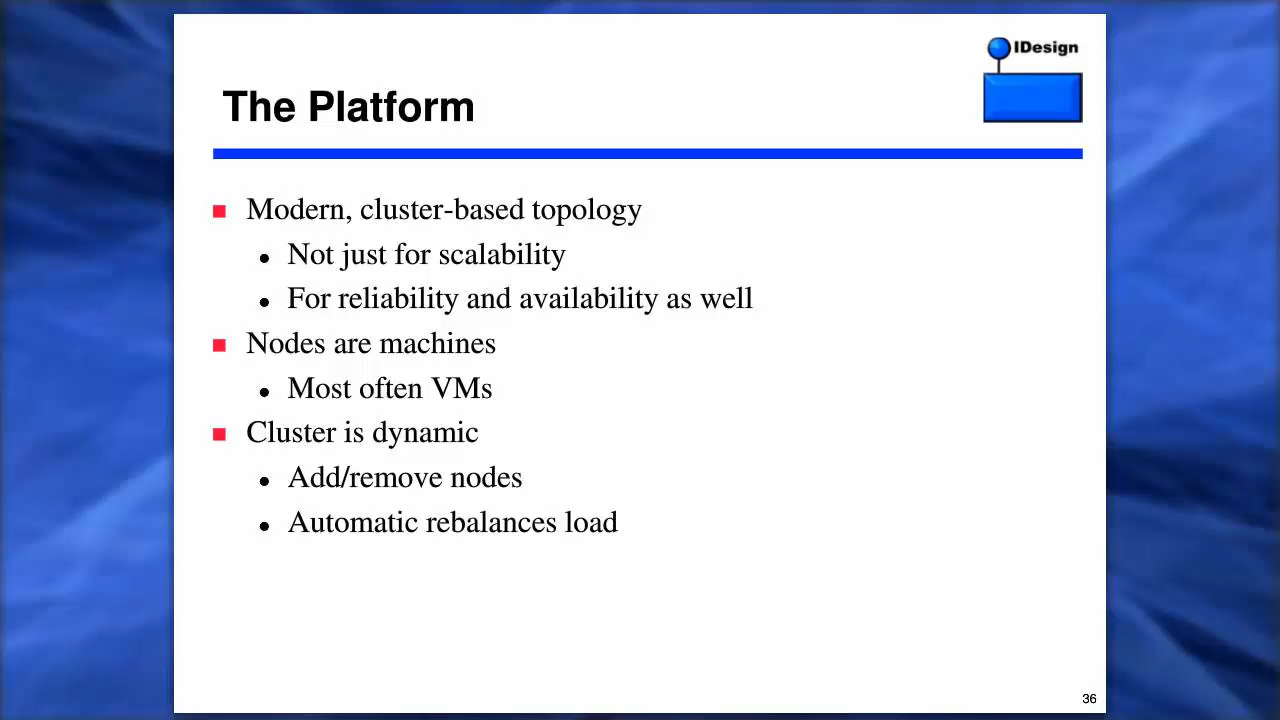 IDesign
The Platform
Modern, cluster-based topology
Not just for scalability
For reliability and availability as well
Nodes are machines
Most often VMs
Cluster is dynamic
Add/remove nodes
Automatic rebalances load
36